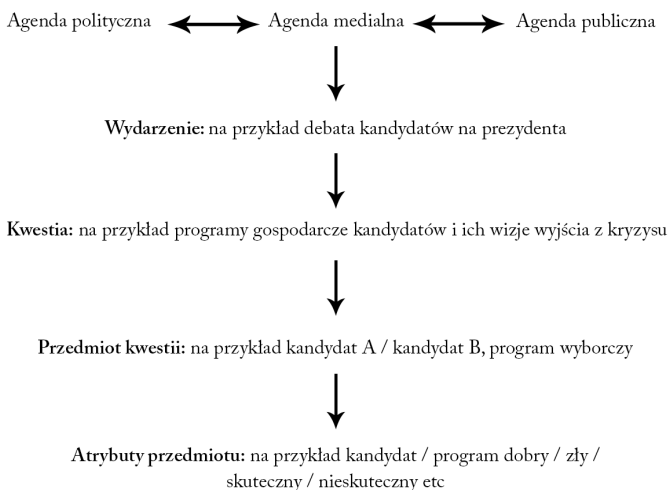 Agenda polityczna Agenda medialna Agenda publiczna
Wydarzenie: na przykład debata kandydatów na prezydenta
Kwestia: na przykład programy gospodarcze kandydatów i ich wizje wyjścia z kryzysu
Przedmiot kwestii: na przykład kandydat A / kandydat B, program wyborczy
Atrybuty przedmiotu: na przykład kandydat / program dobry / zły /
skuteczny / nieskuteczny etc